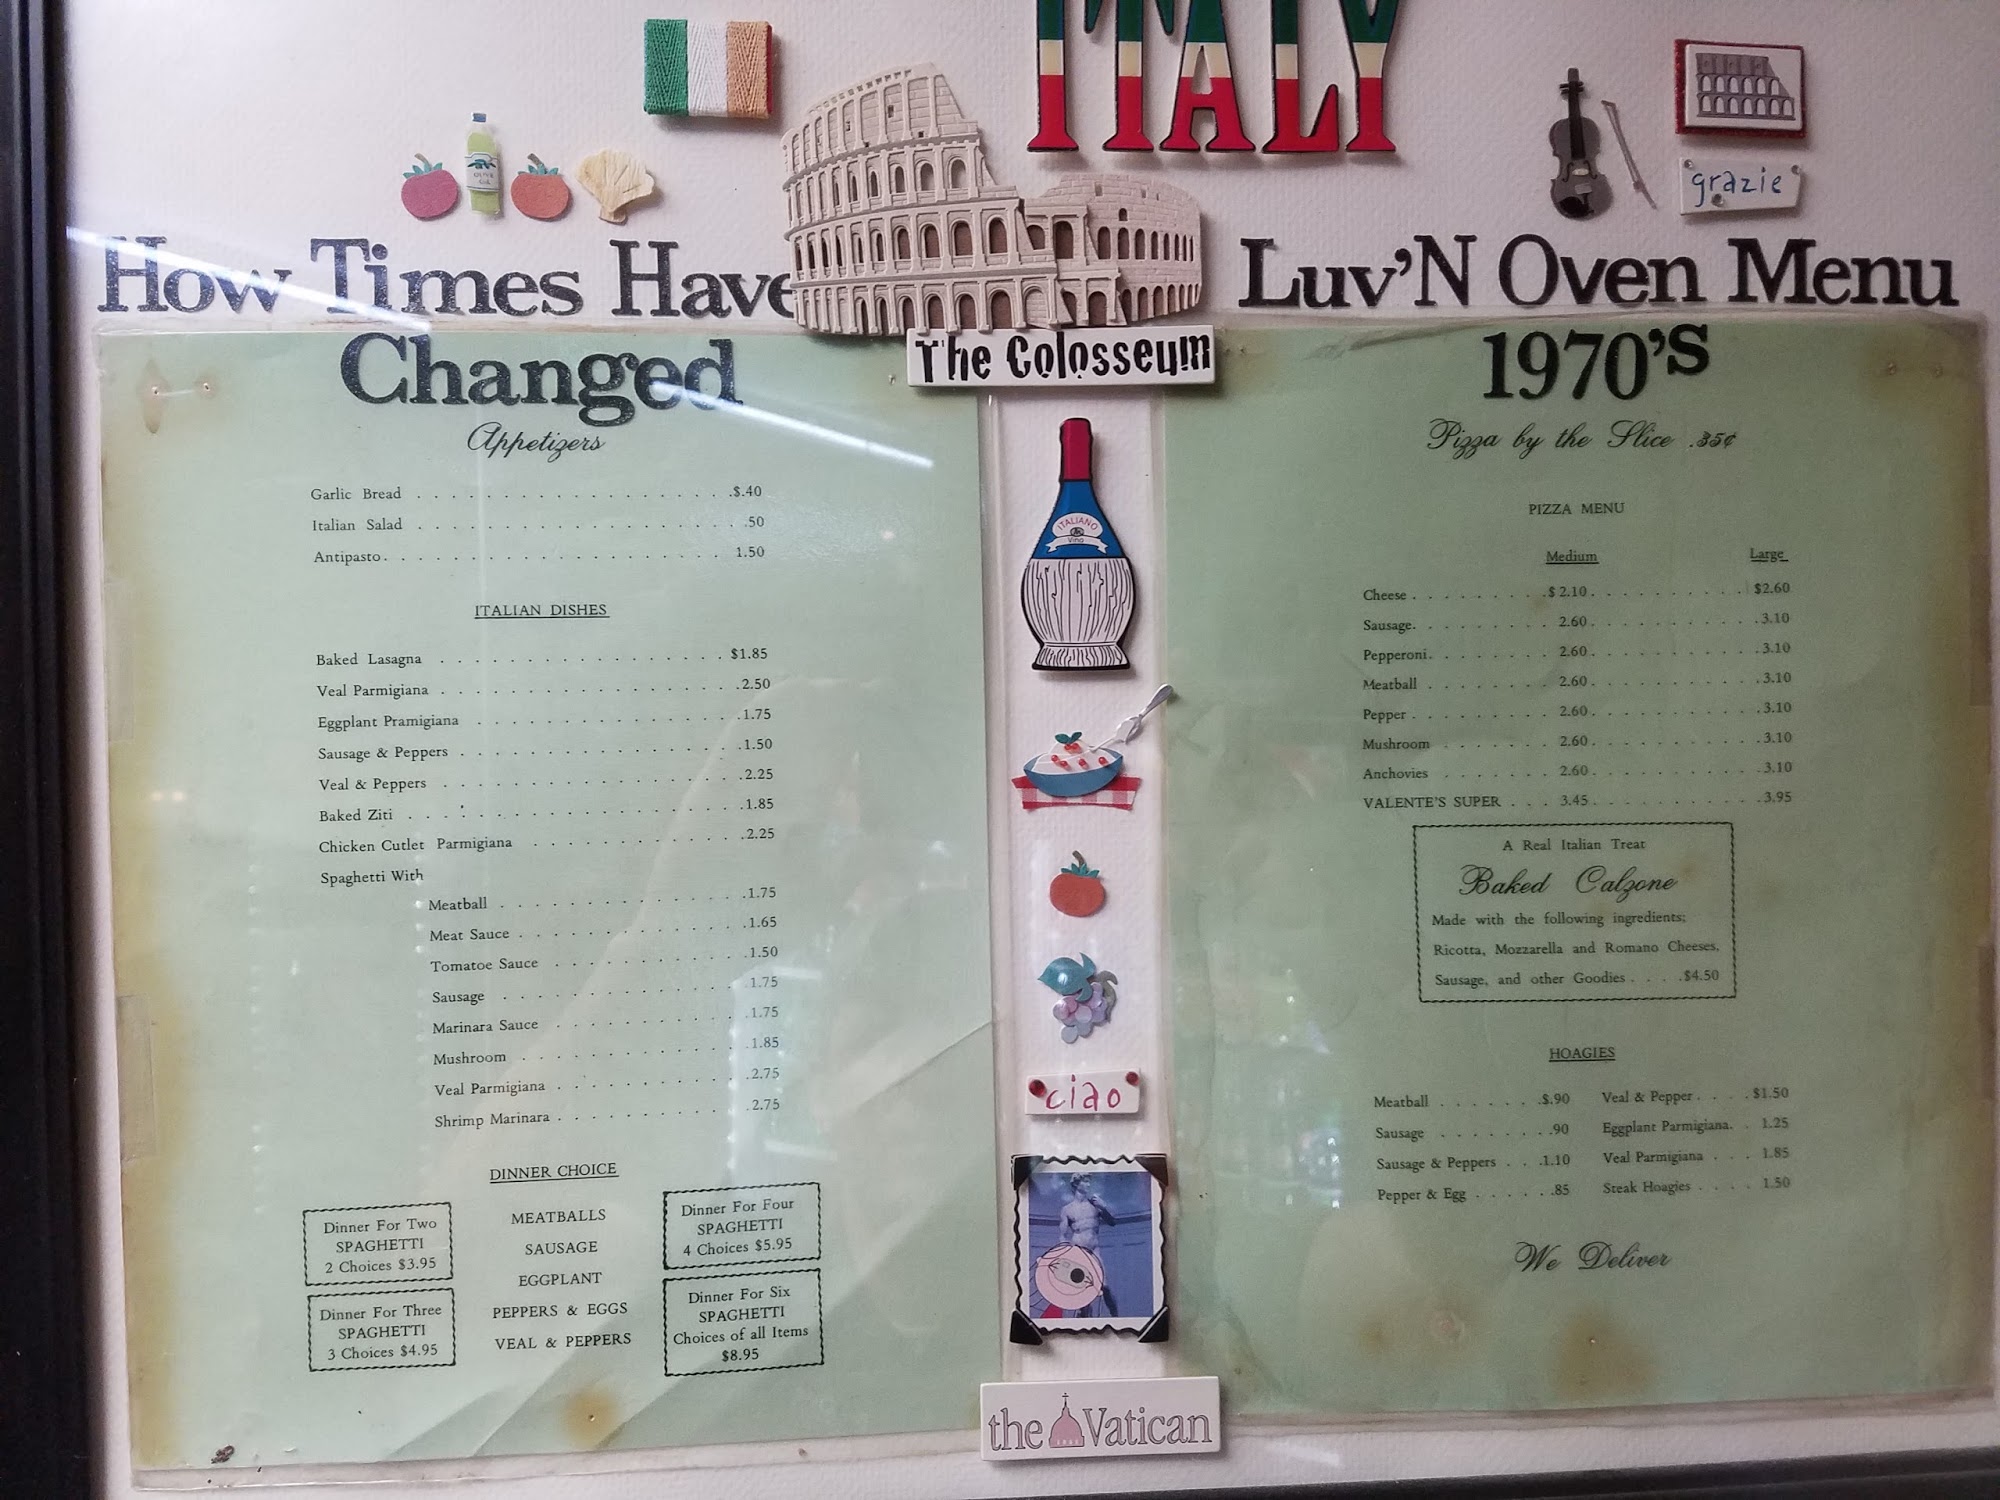 ITALY
grazie
OLIVE OIL
How Times Have
Changed
The Colosseum
Luv'N Oven Menu
1970's
Appetizers
Garlic Bread . . . . . . . . . . . . . . . . . . .$.40
Italian Salad . . . . . . . . . . . . . . . . . . . .50
Antipasto. . . . . . . . . . . . . . . . . . . . 1.50
ITALIAN DISHES
Baked Lasagna . . . . . . . . . . . . . . . . . $1.85
Veal Parmigiana . . . . . . . . . . . . . . . . . .2.50
Eggplant Pramigiana . . . . . . . . . . . . . . . .1.75
Sausage & Peppers . . . . . . . . . . . . . . . . .1.50
Veal & Peppers . . . . . . . . . . . . . . . . . .2.25
Baked Ziti . . . . . . . . . . . . . . . . . . . .1.85
Chicken Cutlet Parmigiana . . . . . . . . . . . . .2.25
Spaghetti With
Meatball . . . . . . . . . . . . . .1.75
Meat Sauce . . . . . . . . . . . . .1.65
Tomatoe Sauce . . . . . . . . . . . .1.50
Sausage . . . . . . . . . . . . . .1.75
Marinara Sauce . . . . . . . . . . .1.75
Mushroom . . . . . . . . . . . . .1.85
Veal Parmigiana . . . . . . . . . . .2.75
Shrimp Marinara . . . . . . . . . . .2.75
DINNER CHOICE
Dinner For Two
SPAGHETTI
2 Choices $3.95
Dinner For Three
SPAGHETTI
3 Choices $4.95
MEATBALLS
SAUSAGE
EGGPLANT
PEPPERS & EGGS
VEAL & PEPPERS
Dinner For Four
SPAGHETTI
4 Choices $5.95
Dinner For Six
SPAGHETTI
Choices of all Items
$8.95
ITALIANO
Vino
ciao
the Vatican
Pizza by the Slice .35¢
PIZZA MENU
Medium Large
Cheese . . . . . . . . . .$ 2.10. . . . . . . . . . . $2.60
Sausage. . . . . . . . . 2.60. . . . . . . . . . . .3.10
Pepperoni. . . . . . . . 2.60. . . . . . . . . . . .3.10
Meatball . . . . . . . . 2.60. . . . . . . . . . . .3.10
Pepper . . . . . . . . . 2.60. . . . . . . . . . . .3.10
Mushroom . . . . . . . 2.60. . . . . . . . . . . .3.10
Anchovies . . . . . . . 2.60. . . . . . . . . . . .3.10
VALENTE'S SUPER . . . 3.45. . . . . . . . . . . .3.95
A Real Italian Treat
Baked Calzone
Made with the following ingredients;
Ricotta, Mozzarella and Romano Cheeses,
Sausage, and other Goodies . . . .$4.50
HOAGIES
Meatball . . . . . . .$.90 Veal & Pepper . . . . $1.50
Sausage . . . . . . . .90 Eggplant Parmigiana. . 1.25
Sausage & Peppers . . .1.10 Veal Parmigiana . . . 1.85
Pepper & Egg . . . . . .85 Steak Hoagies . . . . 1.50
We Deliver